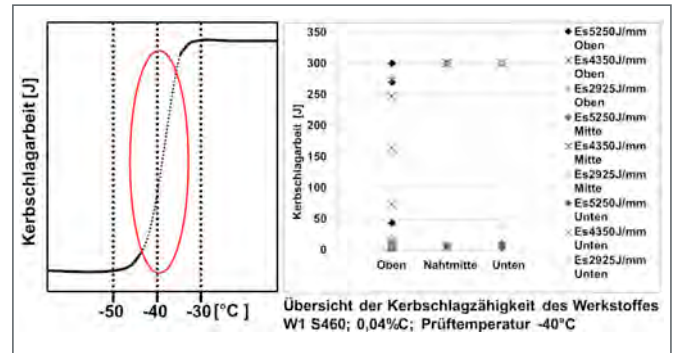 Kerbschlagarbeit [J]
-50 -40 -30 [°C]
Kerbschlagarbeit [J]
350
300
250
200
150
100
50
0
Oben Nahtmitte Unten
Es5250J/mm
Oben
Es4350J/mm
Oben
Es2925J/mm
Oben
Es5250J/mm
Mitte
Es4350J/mm
Mitte
Es2925J/mm
Mitte
Es5250J/mm
Unten
Es4350J/mm
Unten
Es2925J/mm
Unten
Übersicht der Kerbschlagzähigkeit des Werkstoffes
W1 S460; 0,04%C; Prüftemperatur -40°C